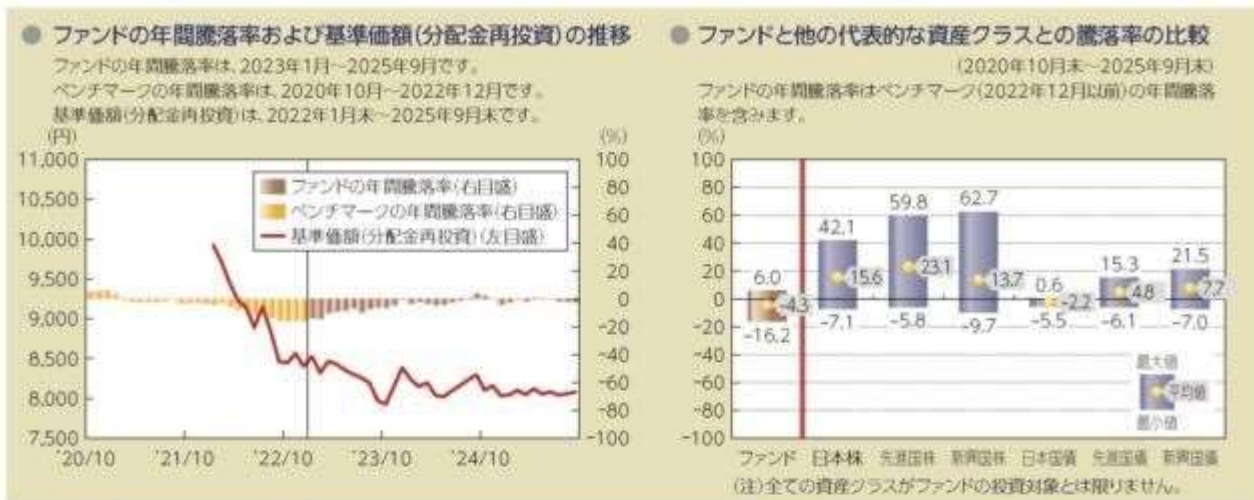 ● ファンドの年間騰落率および基準価額(分配金再投資)の推移
ファンドの年間騰落率は、2023年1月～2025年9月です。
ベンチマークの年間騰落率は、2020年10月～2022年12月です。
基準価額(分配金再投資)は、2022年1月末～2025年9月末です。
(円)
(%)
11,000
10,500
10,000
9,500
9,000
8,500
8,000
7,500
100
80
60
40
20
0
-20
-40
-60
-80
-100
ファンドの年間騰落率(右目盛)
ベンチマークの年間騰落率(右目盛)
基準価額(分配金再投資)(左目盛)
'20/10 '21/10 '22/10 '23/10 '24/10
● ファンドと他の代表的な資産クラスとの騰落率の比較
(2020年10月末～2025年9月末)
ファンドの年間騰落率はベンチマーク(2022年12月以前)の年間騰落
率を含みます。
(%)
100
80
60
40
20
0
-20
-40
-60
-80
-100
6.0 42.1 59.8 62.7 0.6 15.3 21.5
-4.3 15.6 23.1 13.7 -2.2 4.8 7.7
-16.2 -7.1 -5.8 -9.7 -5.5 -6.1 -7.0
最大値
平均値
最小値
ファンド 日本株 先進国株 新興国株 日本国債 先進国債 新興国債
(注)全ての資産クラスがファンドの投資対象とは限りません。